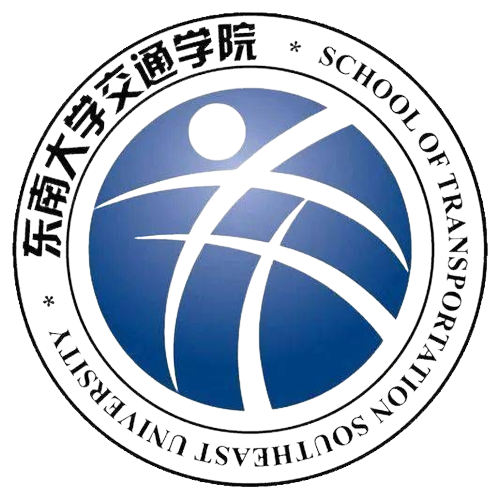 东南大学交通学院
* SCHOOL OF TRANSPORTATION SOUTHEAST UNIVERSITY *